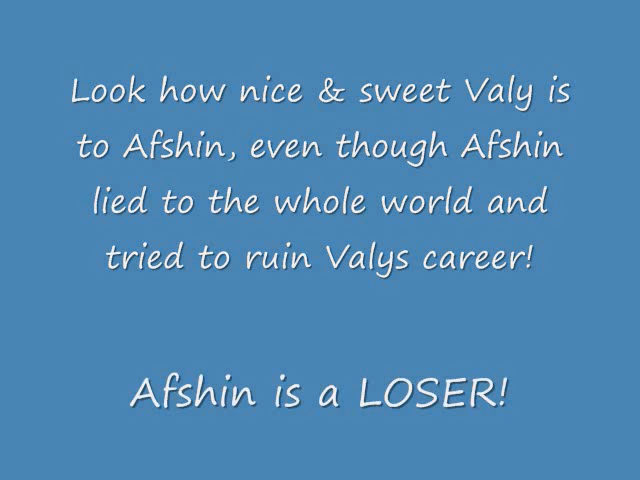 Look how nice & sweet Valy is
to Afshin, even though Afshin
lied to the whole world and
tried to ruin Valys career!
Afshin is a LOSER!